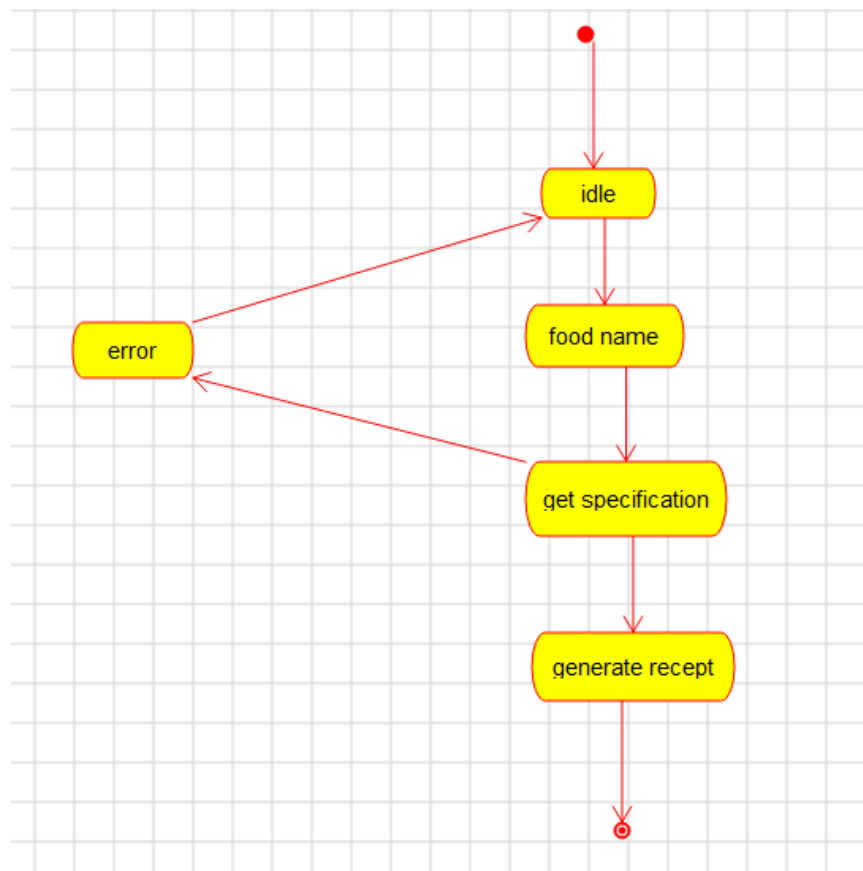 idle
food name
error
get specification
generate recept